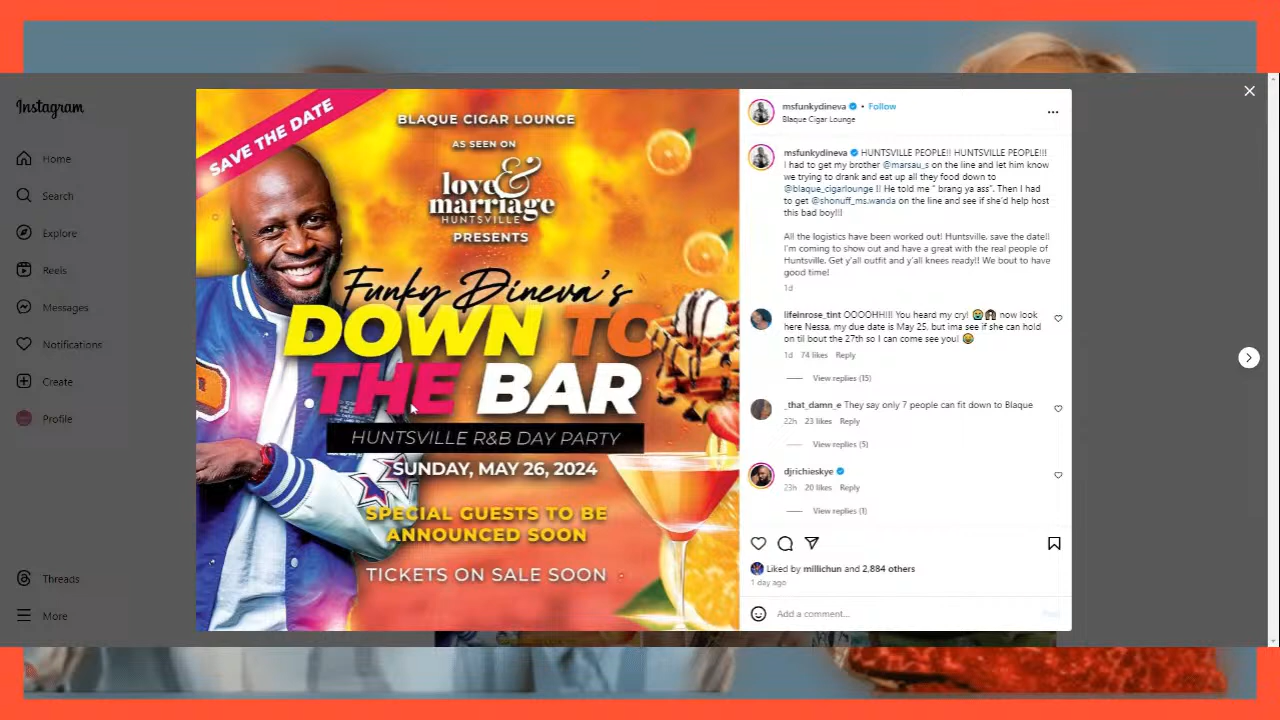 Instagram
Home
Search
Explore
Reels
Messages
Notifications
Create
Profile
Threads
More
SAVE THE DATE
BLAQUE CIGAR LOUNGE
AS SEEN ON
love &
marriage
HUNTSVILLE
PRESENTS
Funky Dineva's
DOWN TO
THE BAR
HUNTSVILLE R&B DAY PARTY
SUNDAY, MAY 26, 2024
SPECIAL GUESTS TO BE
ANNOUNCED SOON
TICKETS ON SALE SOON
msfunkydineva • Follow
Blaque Cigar Lounge
msfunkydineva HUNTSVILLE PEOPLE!! HUNTSVILLE PEOPLE!!!
I had to get my brother @marsau_s on the line and let him know
we trying to drank and eat up all they food down to
@blaque_cigarlounge !! He told me " brang ya ass". Then I had
to get @shonuff_ms.wanda on the line and see if she'd help host
this bad boy!!!
All the logistics have been worked out! Huntsville, save the date!!
I'm coming to show out and have a great with the real people of
Huntsville. Get y'all outfit and y'all knees ready!! We bout to have
good time!
1d
lifeinrose_tint OOOOHH!!! You heard my cry! 😭 now look
here Nessa, my due date is May 25, but ima see if she can hold
on til bout the 27th so I can come see you! 😂
1d 74 likes Reply
View replies (15)
_that_damn_e They say only 7 people can fit down to Blaque
22h 23 likes Reply
View replies (5)
djrichieskye
23h 20 likes Reply
View replies (1)
Liked by millichun and 2,884 others
1 day ago
Add a comment...
Post